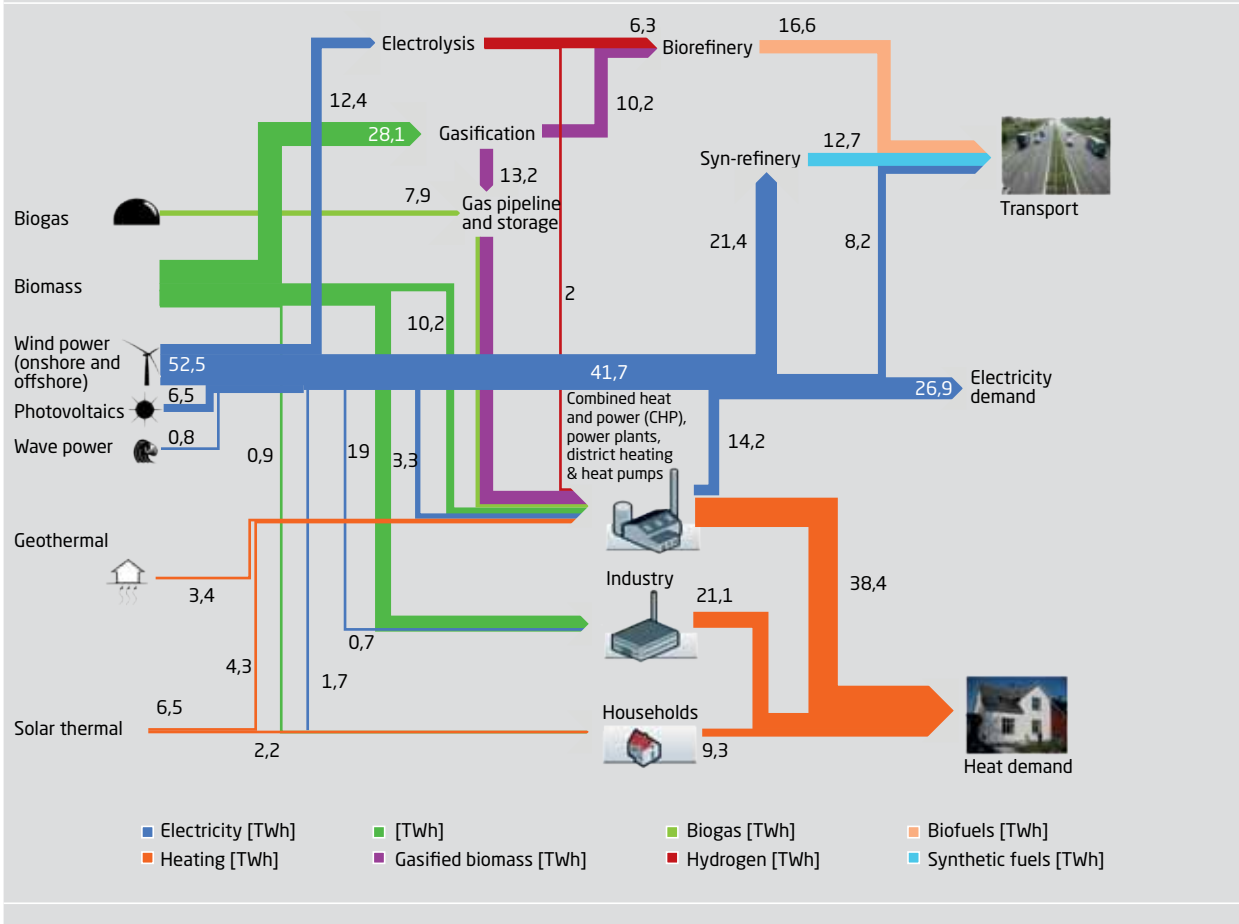 6,3
16,6
Electrolysis
Biorefinery
12,4
10,2
28,1
Gasification
12,7
Syn-refinery
13,2
7,9
Gas pipeline
and storage
Transport
Biogas
21,4
8,2
Biomass
2
10,2
Wind power
(onshore and
offshore)
52,5
41,7
26,9
Electricity
demand
6,5
Photovoltaics
0,8
Wave power
Combined heat
and power (CHP),
power plants,
district heating
& heat pumps
14,2
0,9
19
3,3
Geothermal
3,4
Industry
21,1
38,4
0,7
4,3
1,7
6,5
Solar thermal
2,2
Households
9,3
Heat demand
Electricity [TWh]
[TWh]
Biogas [TWh]
Biofuels [TWh]
Heating [TWh]
Gasified biomass [TWh]
Hydrogen [TWh]
Synthetic fuels [TWh]